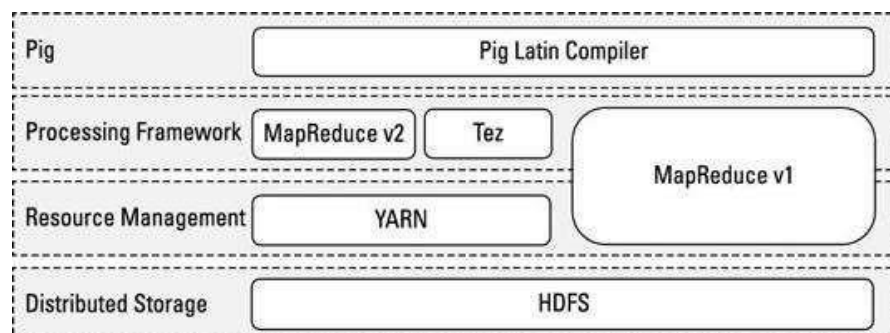 Pig
Pig Latin Compiler
Processing Framework
MapReduce v2
Tez
MapReduce v1
Resource Management
YARN
Distributed Storage
HDFS